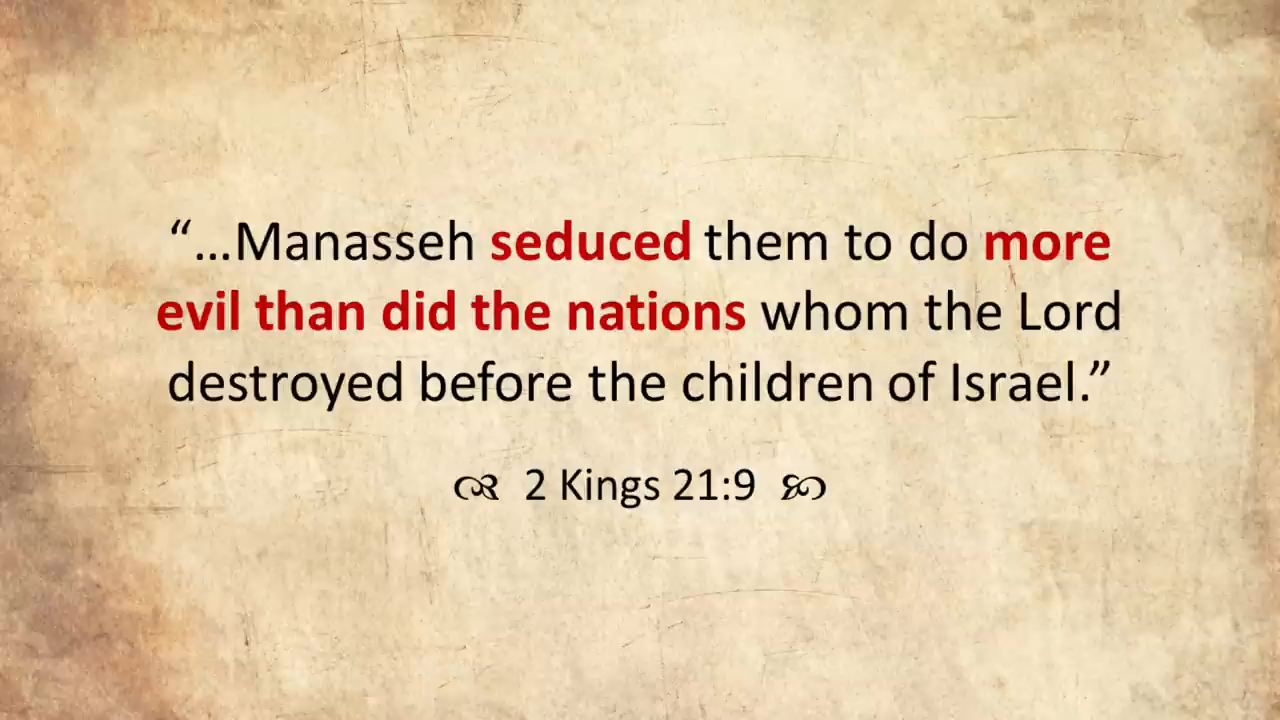 “…Manasseh seduced them to do more
evil than did the nations whom the Lord
destroyed before the children of Israel.”
2 Kings 21:9